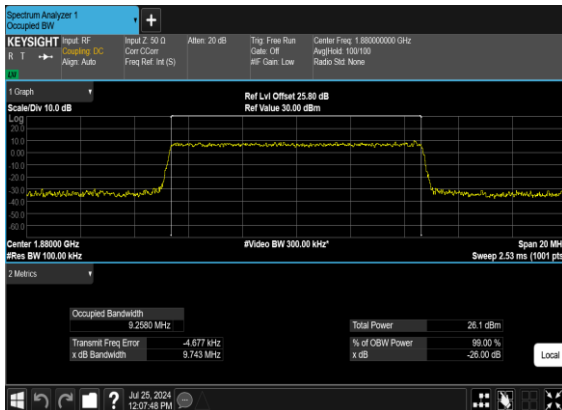 Spectrum Analyzer 1
Occupied BW
KEYSIGHT
R T
Input: RF
Coupling: DC
Align: Auto
Input Z: 50 Ω
Corr CCorr
Freq Ref: Int (S)
Atten: 20 dB
Trig: Free Run
Gate: Off
#IF Gain: Low
Center Freq: 1.880000000 GHz
Avg|Hold: 100/100
Radio Std: None
1 Graph
Scale/Div 10.0 dB
Ref Lvl Offset 25.80 dB
Ref Value 30.00 dBm
Log
20.0
10.0
0.00
-10.0
-20.0
-30.0
-40.0
-50.0
-60.0
Center 1.88000 GHz
#Res BW 100.00 kHz
#Video BW 300.00 kHz*
Span 20 MH
Sweep 2.53 ms (1001 pts
2 Metrics
Occupied Bandwidth
9.2580 MHz
Total Power 26.1 dBm
Transmit Freq Error -4.677 kHz
% of OBW Power 99.00 %
x dB Bandwidth 9.743 MHz
x dB -26.00 dB
Local
?
Jul 25, 2024
12:07:48 PM